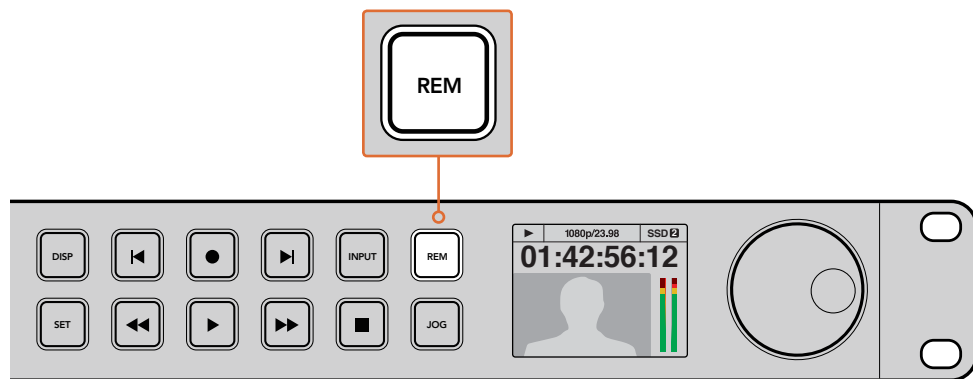 REM
DISP
INPUT
REM
1080p/23.98
SSD 2
01:42:56:12
SET
JOG